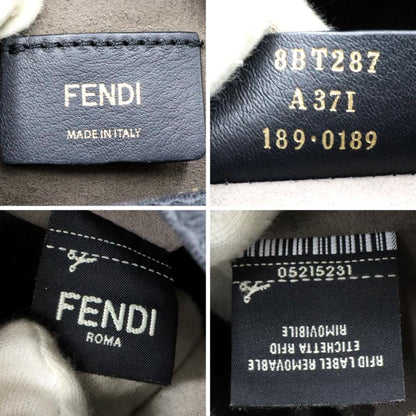 FENDI
MADE IN ITALY
8BT287
A37I
189·0189
FENDI
ROMA
05215231
RFID LABEL REMOVABLE
ETICHETTA RFID
RIMOVIBILE